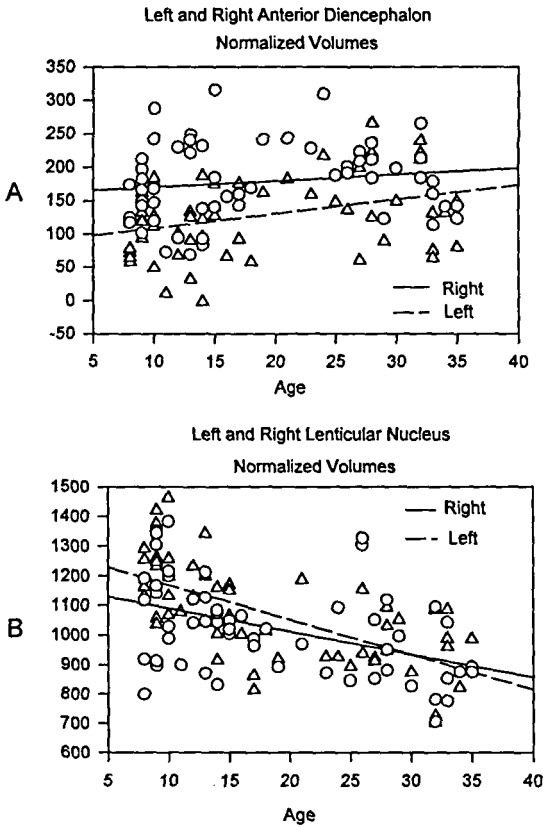 Left and Right Anterior Diencephalon
Normalized Volumes
A
350
300
250
200
150
100
50
0
-50
Right
Left
5 10 15 20 25 30 35 40
Age
Left and Right Lenticular Nucleus
Normalized Volumes
B
1500
1400
1300
1200
1100
1000
900
800
700
600
Right
Left
5 10 15 20 25 30 35 40
Age